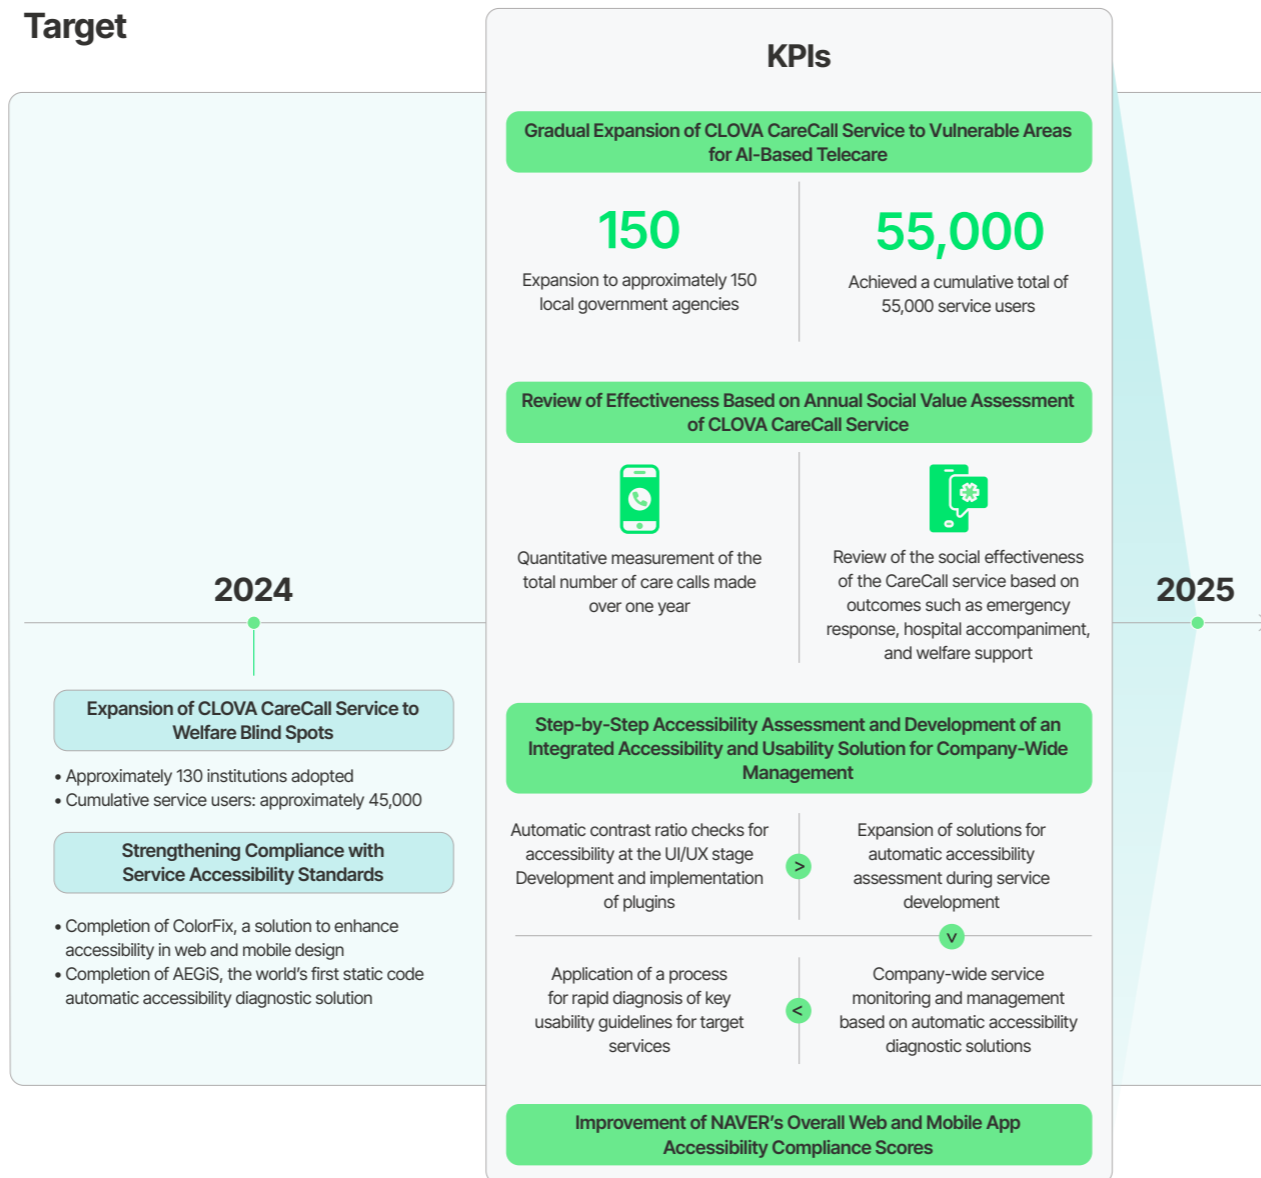 Target
2024
Expansion of CLOVA CareCall Service to
Welfare Blind Spots
• Approximately 130 institutions adopted
• Cumulative service users: approximately 45,000
Strengthening Compliance with
Service Accessibility Standards
• Completion of ColorFix, a solution to enhance
accessibility in web and mobile design
• Completion of AEGiS, the world's first static code
automatic accessibility diagnostic solution
KPIs
Gradual Expansion of CLOVA CareCall Service to Vulnerable Areas
for AI-Based Telecare
150
Expansion to approximately 150
local government agencies
55,000
Achieved a cumulative total of
55,000 service users
Review of Effectiveness Based on Annual Social Value Assessment
of CLOVA CareCall Service
Quantitative measurement of the
total number of care calls made
over one year
Review of the social effectiveness
of the CareCall service based on
outcomes such as emergency
response, hospital accompaniment,
and welfare support
Step-by-Step Accessibility Assessment and Development of an
Integrated Accessibility and Usability Solution for Company-Wide
Management
Automatic contrast ratio checks for
accessibility at the UI/UX stage
Development and implementation
of plugins
>
Expansion of solutions for
automatic accessibility
assessment during service
development
v
Company-wide service
monitoring and management
based on automatic accessibility
diagnostic solutions
<
Application of a process
for rapid diagnosis of key
usability guidelines for target
services
Improvement of NAVER's Overall Web and Mobile App
Accessibility Compliance Scores
2025